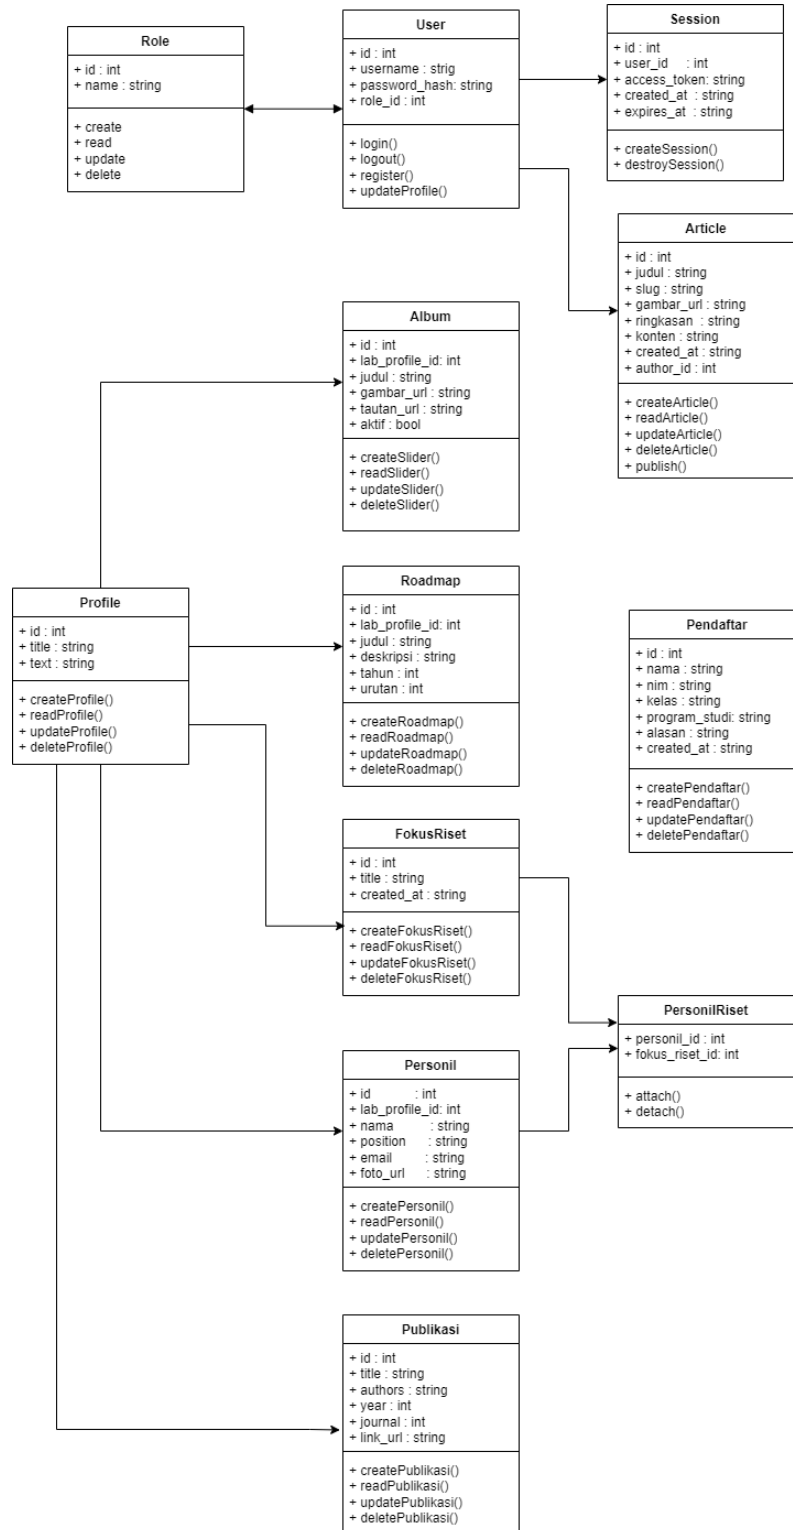 Role
+ id : int
+ name : string
+ create
+ read
+ update
+ delete
User
+ id : int
+ username : strig
+ password_hash: string
+ role_id : int
+ login()
+ logout()
+ register()
+ updateProfile()
Session
+ id : int
+ user_id : int
+ access_token: string
+ created_at : string
+ expires_at : string
+ createSession()
+ destroySession()
Article
+ id : int
+ judul : string
+ slug : string
+ gambar_url : string
+ ringkasan : string
+ konten : string
+ created_at : string
+ author_id : int
+ createArticle()
+ readArticle()
+ updateArticle()
+ deleteArticle()
+ publish()
Album
+ id : int
+ lab_profile_id: int
+ judul : string
+ gambar_url : string
+ tautan_url : string
+ aktif : bool
+ createSlider()
+ readSlider()
+ updateSlider()
+ deleteSlider()
Profile
+ id : int
+ title : string
+ text : string
+ createProfile()
+ readProfile()
+ updateProfile()
+ deleteProfile()
Roadmap
+ id : int
+ lab_profile_id: int
+ judul : string
+ deskripsi : string
+ tahun : int
+ urutan : int
+ createRoadmap()
+ readRoadmap()
+ updateRoadmap()
+ deleteRoadmap()
Pendaftar
+ id : int
+ nama : string
+ nim : string
+ kelas : string
+ program_studi: string
+ alasan : string
+ created_at : string
+ createPendaftar()
+ readPendaftar()
+ updatePendaftar()
+ deletePendaftar()
FokusRiset
+ id : int
+ title : string
+ created_at : string
+ createFokusRiset()
+ readFokusRiset()
+ updateFokusRiset()
+ deleteFokusRiset()
PersonilRiset
+ personil_id : int
+ fokus_riset_id: int
+ attach()
+ detach()
Personil
+ id : int
+ lab_profile_id: int
+ nama : string
+ position : string
+ email : string
+ foto_url : string
+ createPersonil()
+ readPersonil()
+ updatePersonil()
+ deletePersonil()
Publikasi
+ id : int
+ title : string
+ authors : string
+ year : int
+ journal : int
+ link_url : string
+ createPublikasi()
+ readPublikasi()
+ updatePublikasi()
+ deletePublikasi()